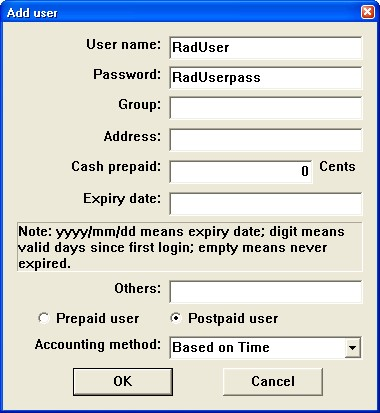 Add user
User name: RadUser
Password: RadUserpass
Group:
Address:
Cash prepaid: 0 Cents
Expiry date:
Note: yyyy/mm/dd means expiry date; digit means
valid days since first login; empty means never
expired.
Others:
Prepaid user Postpaid user
Accounting method: Based on Time
OK Cancel